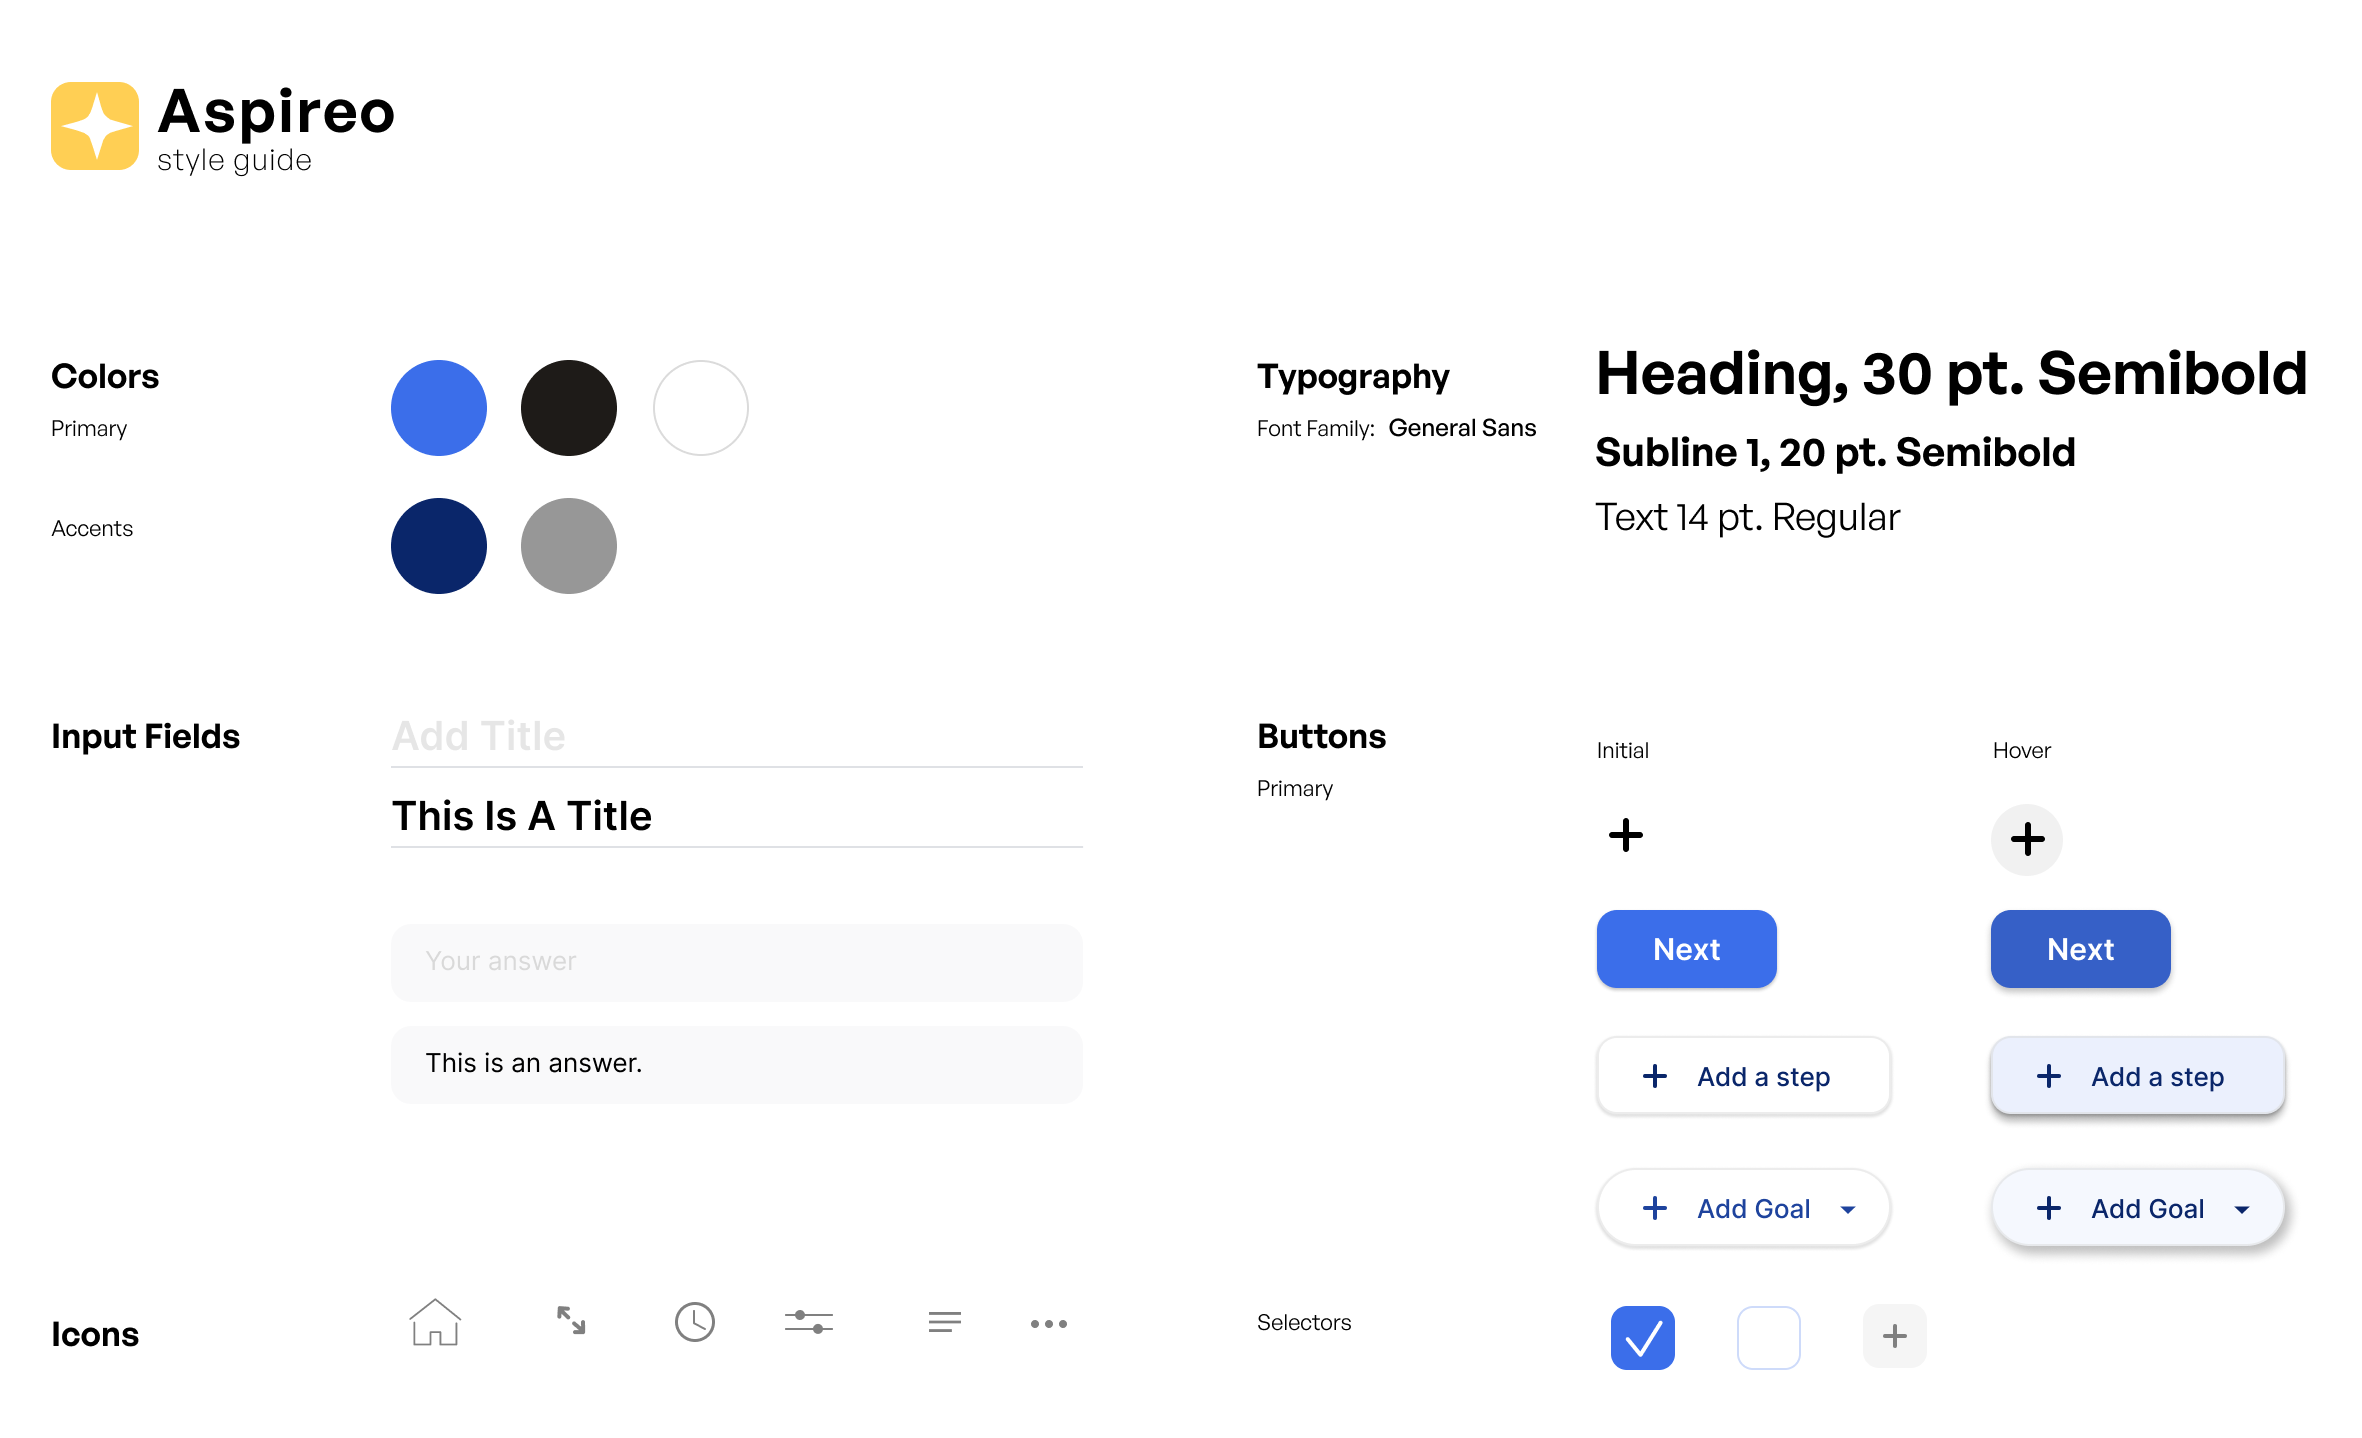 Aspireo
style guide
Colors
Primary
Accents
Typography
Font Family: General Sans
Heading, 30 pt. Semibold
Subline 1, 20 pt. Semibold
Text 14 pt. Regular
Input Fields
Add Title
This Is A Title
Your answer
This is an answer.
Buttons
Primary
Initial
Hover
Next
Next
Add a step
Add a step
Add Goal
Add Goal
Icons
Selectors